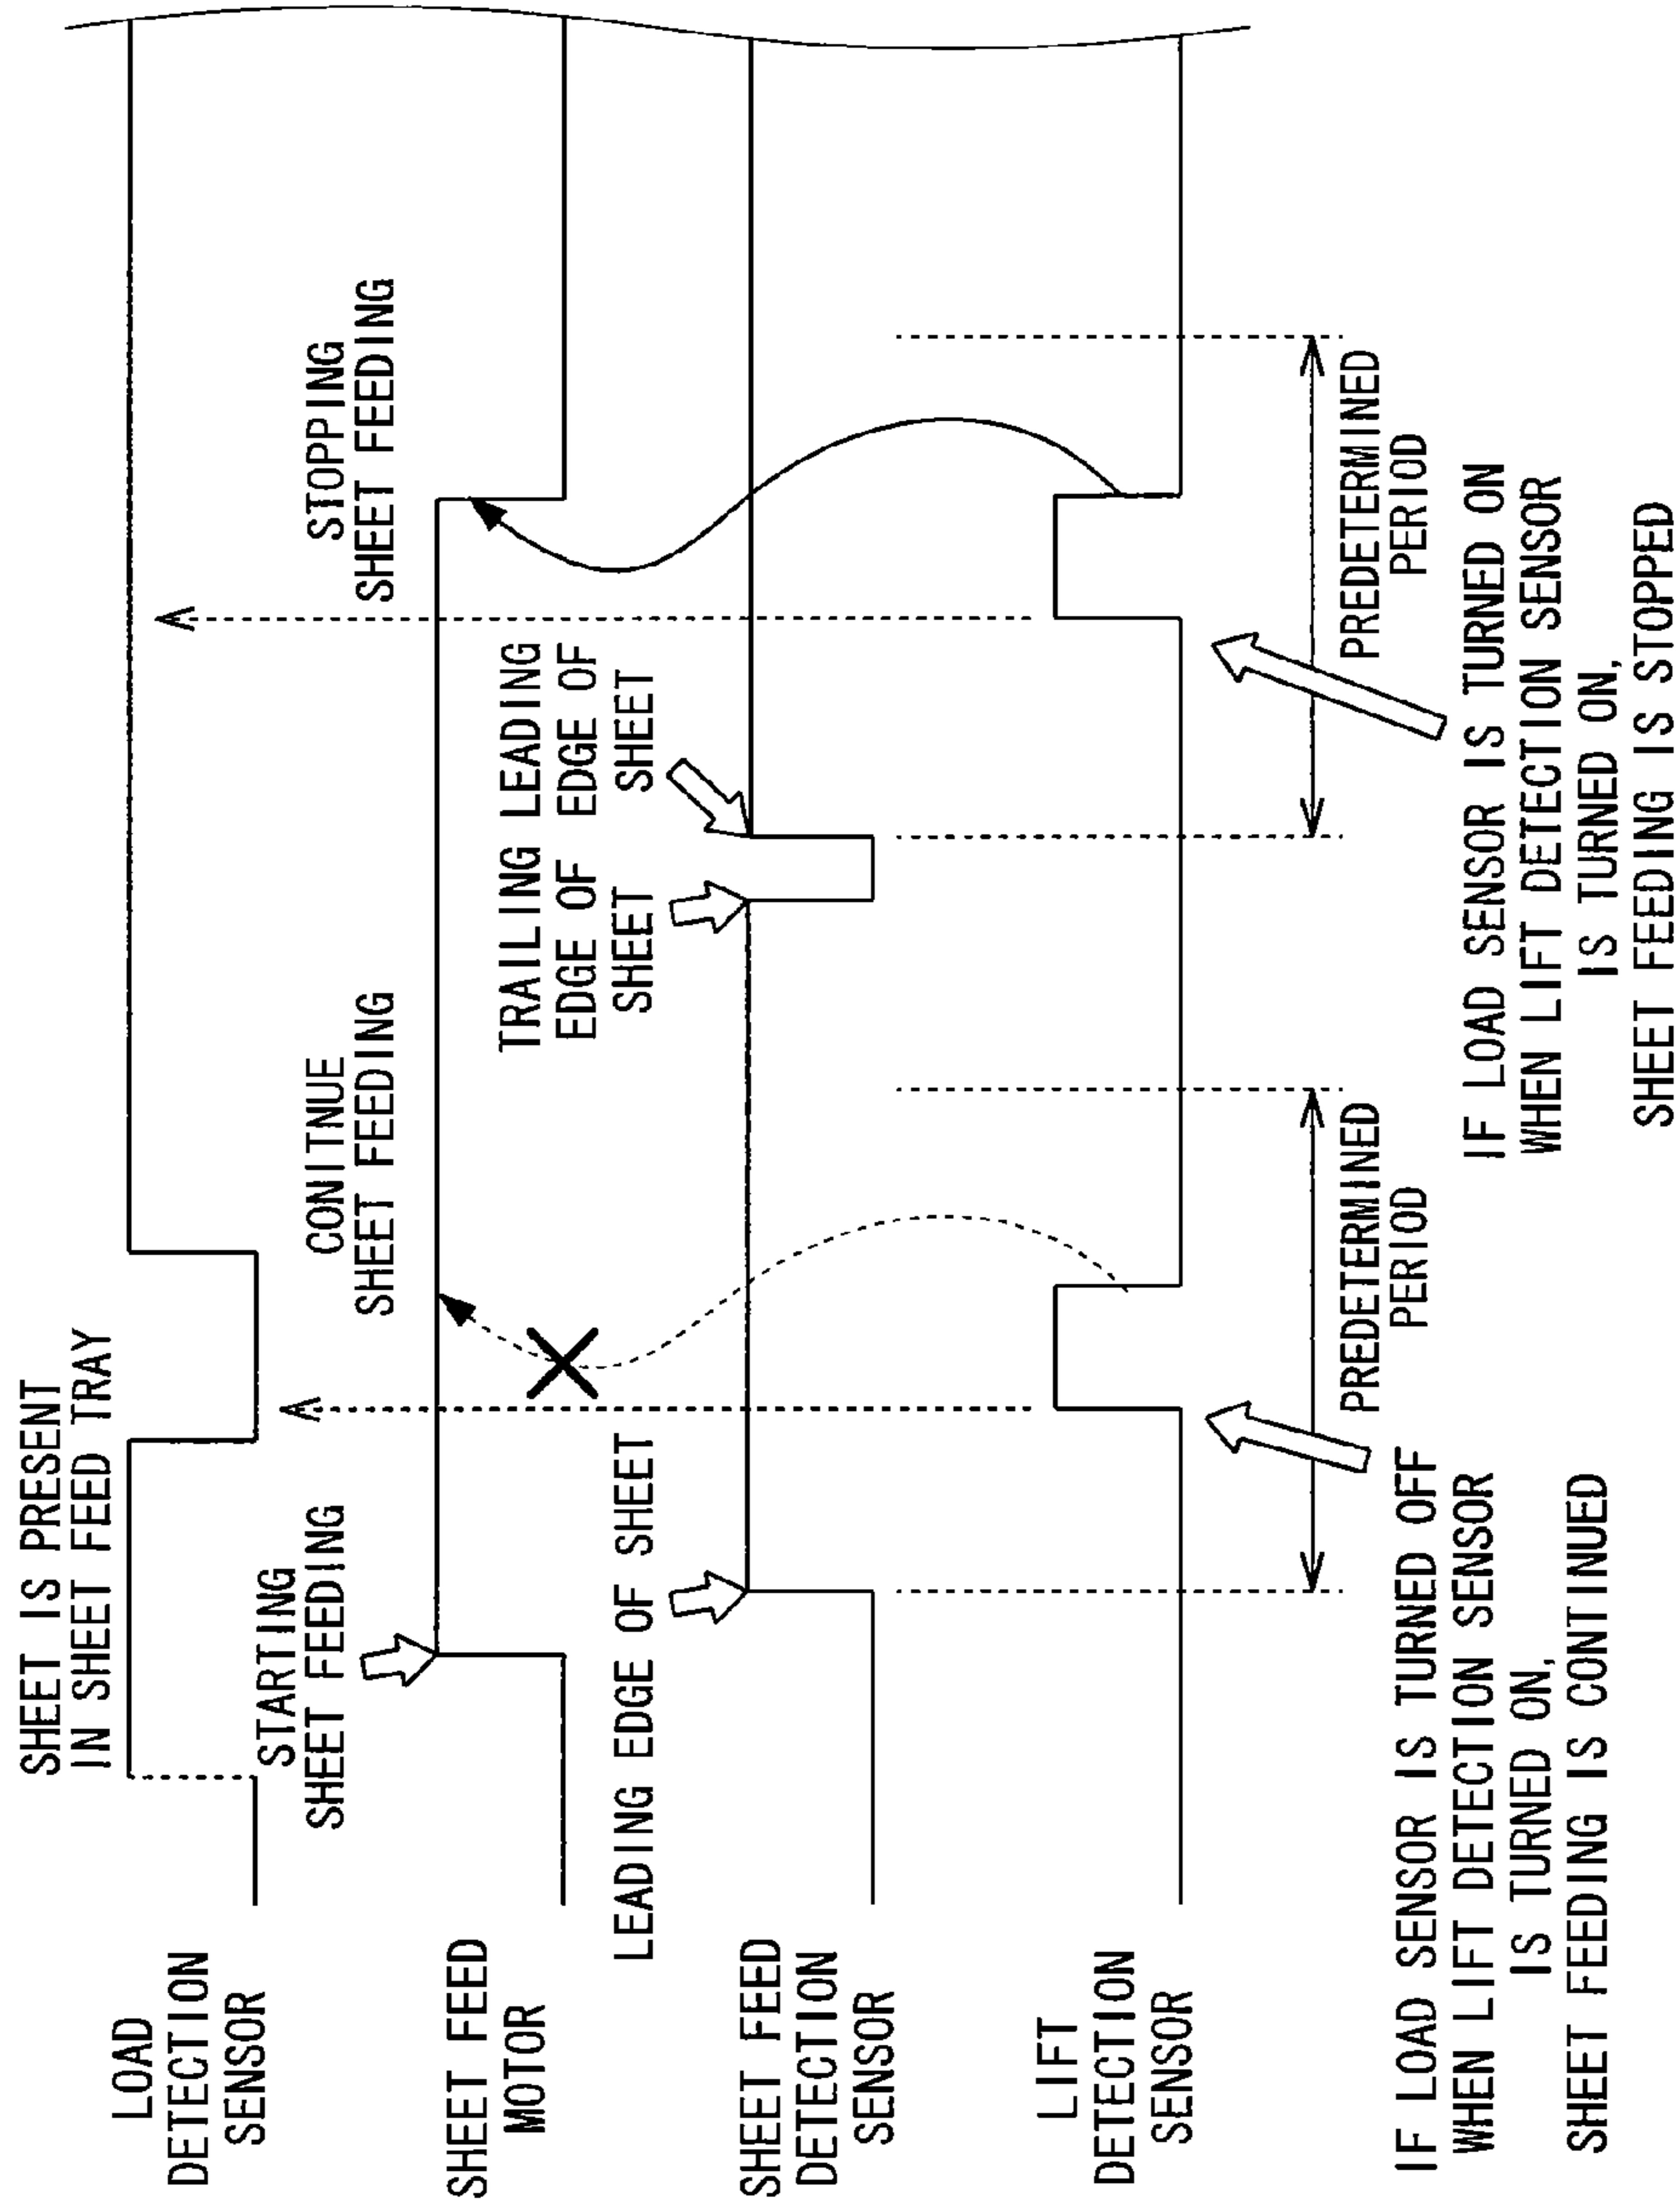 SHEET IS PRESENT
IN SHEET FEED TRAY
LOAD
DETECTION
SENSOR
STARTING
SHEET FEEDING
CONITNUE
SHEET FEEDING
STOPPING
SHEET FEEDING
SHEET FEED
MOTOR
LEADING EDGE OF SHEET
TRAILING LEADING
EDGE OF EDGE OF
SHEET SHEET
SHEET FEED
DETECTION
SENSOR
LIFT
DETECTION
SENSOR
PREDETERMINED
PERIOD
PREDETERMINED
PERIOD
IF LOAD SENSOR IS TURNED OFF
WHEN LIFT DETECTION SENSOR
IS TURNED ON,
SHEET FEEDING IS CONTINUED
IF LOAD SENSOR IS TURNED ON
WHEN LIFT DETECTION SENSOR
IS TURNED ON,
SHEET FEEDING IS STOPPED